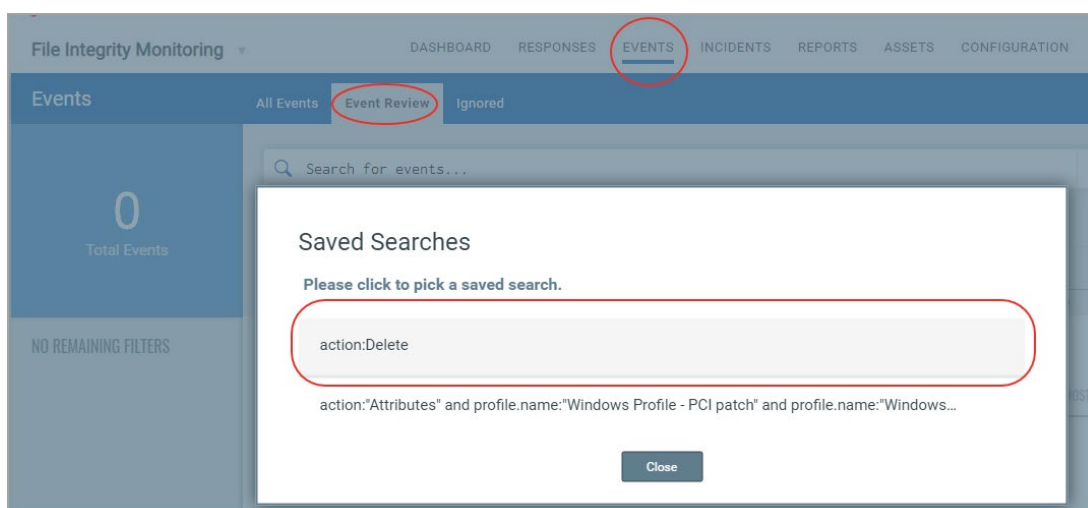 File Integrity Monitoring
DASHBOARD RESPONSES EVENTS INCIDENTS REPORTS ASSETS CONFIGURATION
Events
All Events Event Review Ignored
Search for events...
0
Total Events
Saved Searches
Please click to pick a saved search.
NO REMAINING FILTERS
action:Delete
action:"Attributes" and profile.name:"Windows Profile - PCI patch" and profile.name:"Windows...
Close